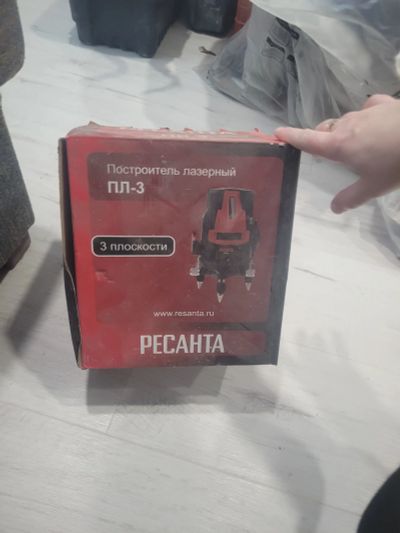 Построитель лазерный
ПЛ-3
3 плоскости
www.resanta.ru
РЕСАНТА